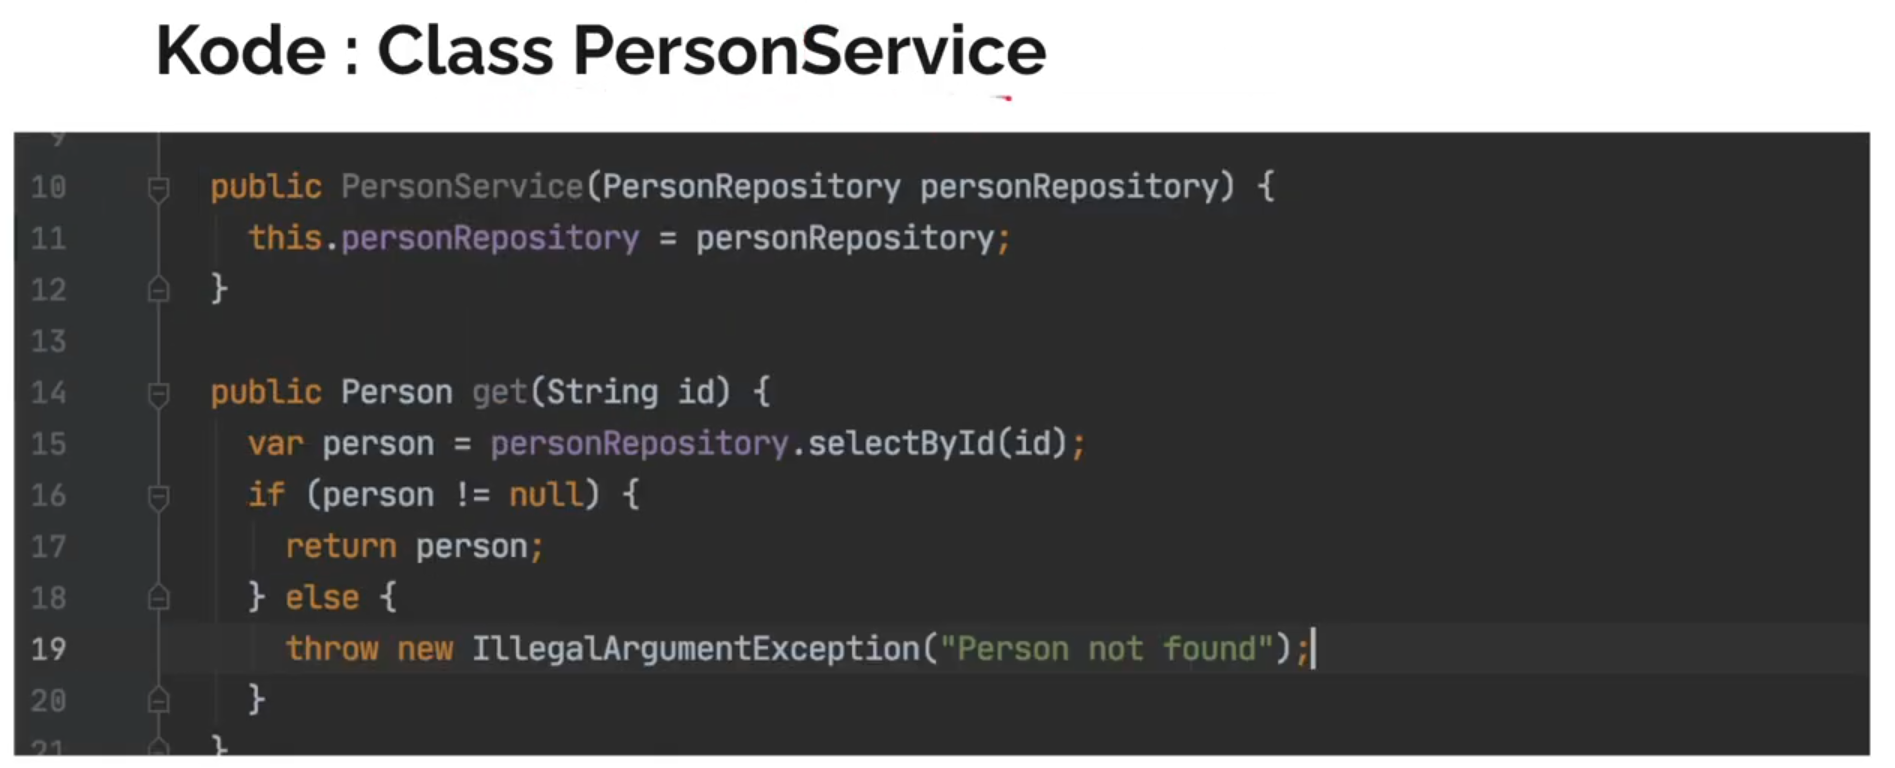 Kode : Class PersonService
9
10 public PersonService(PersonRepository personRepository) {
11 this.personRepository = personRepository;
12 }
13
14 public Person get(String id) {
15 var person = personRepository.selectById(id);
16 if (person != null) {
17 return person;
18 } else {
19 throw new IllegalArgumentException("Person not found");
20 }
21 }